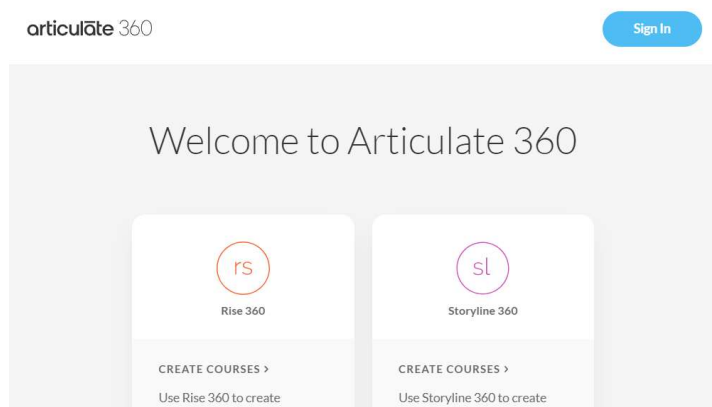 articulāte 360
Sign In
Welcome to Articulate 360
rs
Rise 360
CREATE COURSES >
Use Rise 360 to create
sl
Storyline 360
CREATE COURSES >
Use Storyline 360 to create